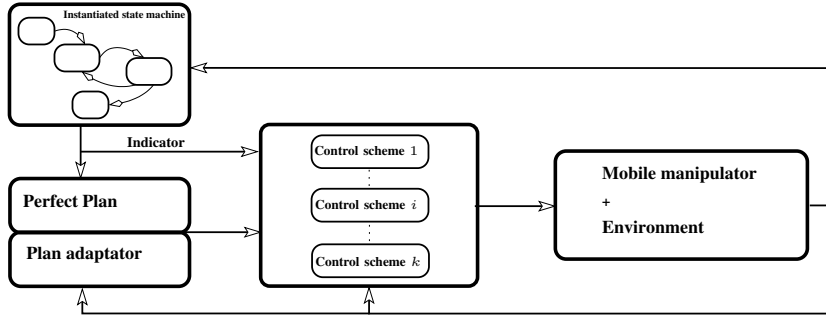 Instantiated state machine
Indicator
Control scheme 1
Perfect Plan
Mobile manipulator
Control scheme i
+
Environment
Plan adaptator
Control scheme k